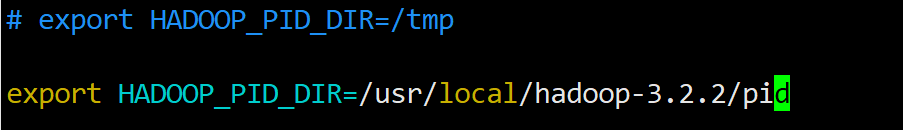 # export HADOOP_PID_DIR=/tmp
export HADOOP_PID_DIR=/usr/local/hadoop-3.2.2/pid